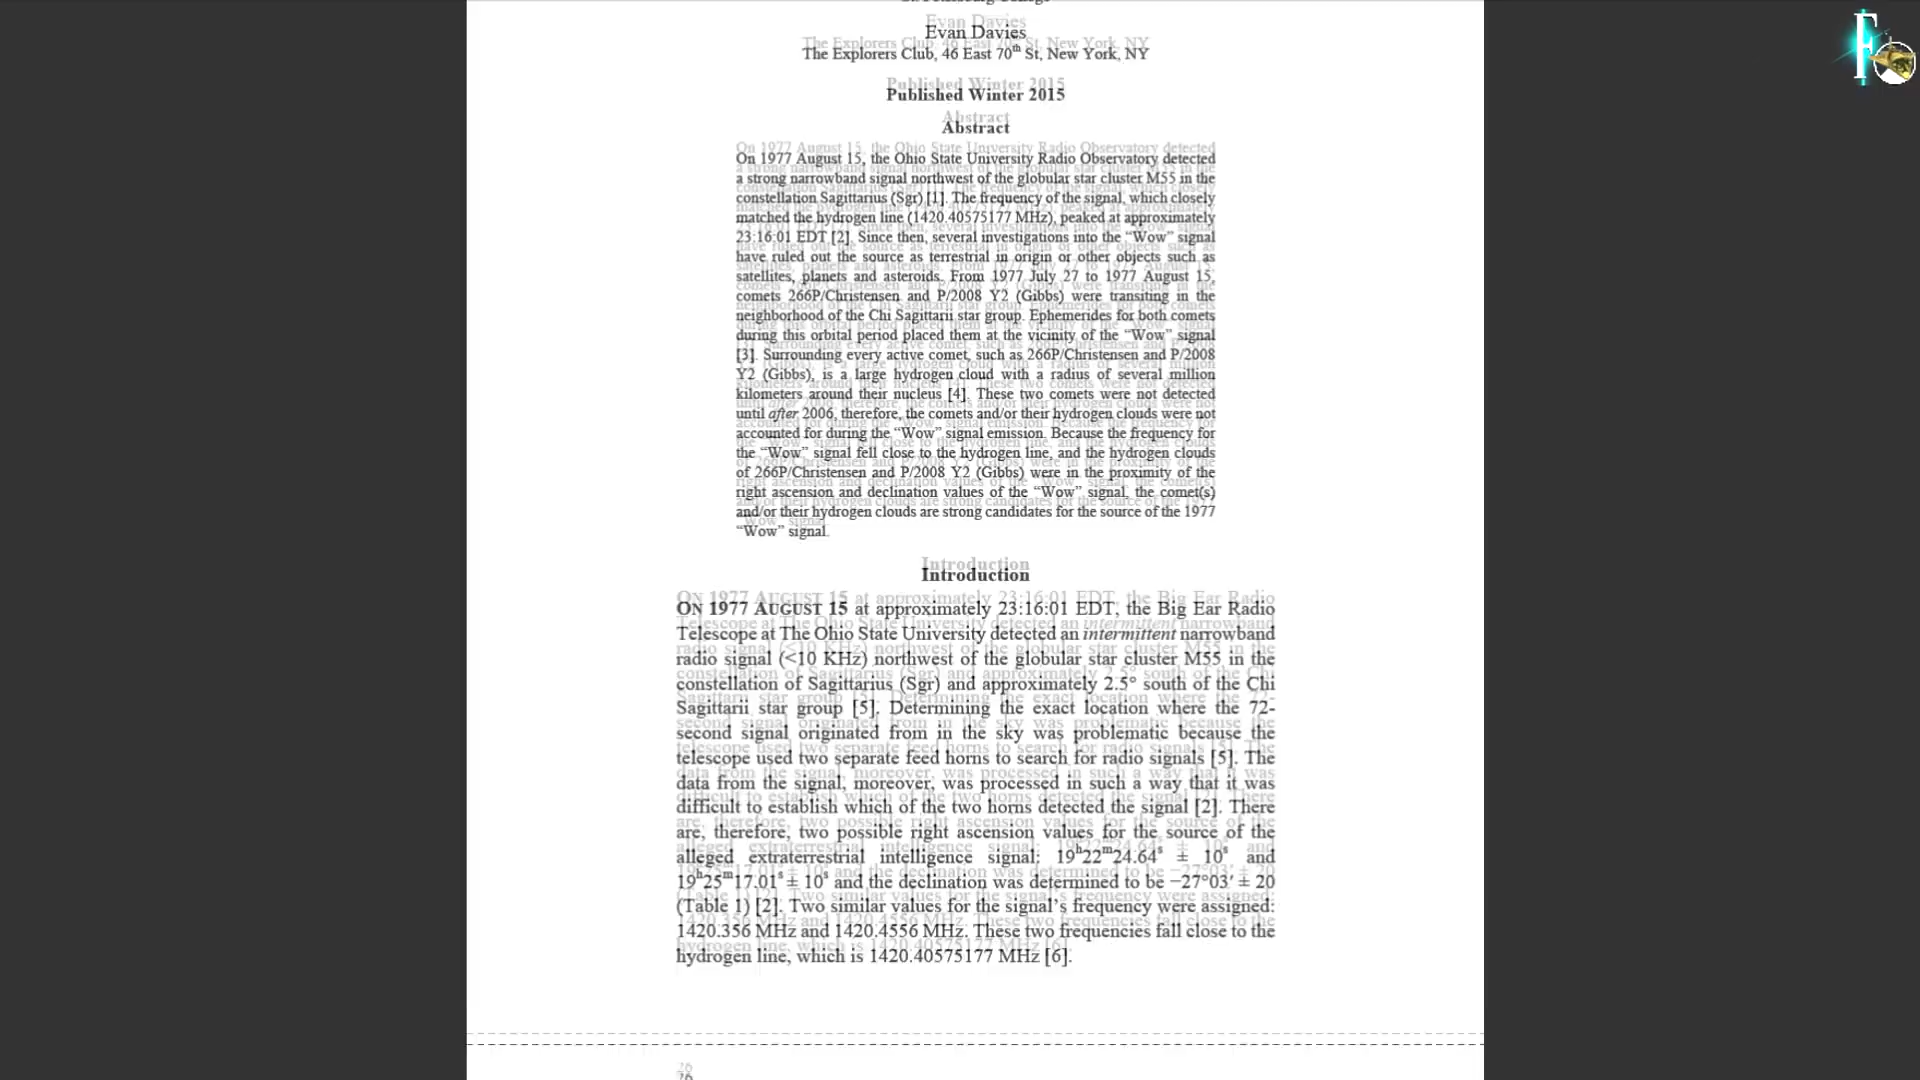 Evan Davies
The Explorers Club, 46 East 70th St, New York, NY
Published Winter 2015
Abstract
On 1977 August 15, the Ohio State University Radio Observatory detected
a strong narrowband signal northwest of the globular star cluster M55 in the
constellation Sagittarius (Sgr) [1]. The frequency of the signal, which closely
matched the hydrogen line (1420.40575177 MHz), peaked at approximately
23:16:01 EDT [2]. Since then, several investigations into the “Wow” signal
have ruled out the source as terrestrial in origin or other objects such as
satellites, planets and asteroids. From 1977 July 27 to 1977 August 15,
comets 266P/Christensen and P/2008 Y2 (Gibbs) were transiting in the
neighborhood of the Chi Sagittarii star group. Ephemerides for both comets
during this orbital period placed them at the vicinity of the “Wow” signal
[3]. Surrounding every active comet, such as 266P/Christensen and P/2008
Y2 (Gibbs), is a large hydrogen cloud with a radius of several million
kilometers around their nucleus [4]. These two comets were not detected
until after 2006, therefore, the comets and/or their hydrogen clouds were not
accounted for during the “Wow” signal emission. Because the frequency for
the “Wow” signal fell close to the hydrogen line, and the hydrogen clouds
of 266P/Christensen and P/2008 Y2 (Gibbs) were in the proximity of the
right ascension and declination values of the “Wow” signal, the comet(s)
and/or their hydrogen clouds are strong candidates for the source of the 1977
“Wow” signal.
Introduction
ON 1977 AUGUST 15 at approximately 23:16:01 EDT, the Big Ear Radio
Telescope at The Ohio State University detected an intermittent narrowband
radio signal (<10 KHz) northwest of the globular star cluster M55 in the
constellation of Sagittarius (Sgr) and approximately 2.5° south of the Chi
Sagittarii star group [5]. Determining the exact location where the 72-
second signal originated from in the sky was problematic because the
telescope used two separate feed horns to search for radio signals [5]. The
data from the signal, moreover, was processed in such a way that it was
difficult to establish which of the two horns detected the signal [2]. There
are, therefore, two possible right ascension values for the source of the
alleged extraterrestrial intelligence signal: 19h22m24.64s ± 10s and
19h25m17.01s ± 10s and the declination was determined to be −27°03′ ± 20
(Table 1) [2]. Two similar values for the signal’s frequency were assigned:
1420.356 MHz and 1420.4556 MHz. These two frequencies fall close to the
hydrogen line, which is 1420.40575177 MHz [6].
26
F